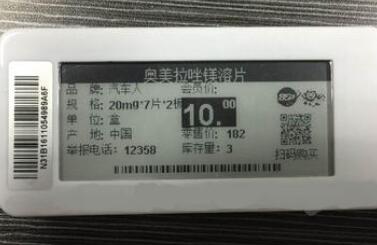 奥美拉唑镁溶片
品 牌: 汽车人 会员价:
规 格: 20mg*7片*2板 10.00
单 位: 盒
产 地: 中国 零售价: 182
举报电话: 12358 库存量: 3
扫码购买
N31B1611054989A6F